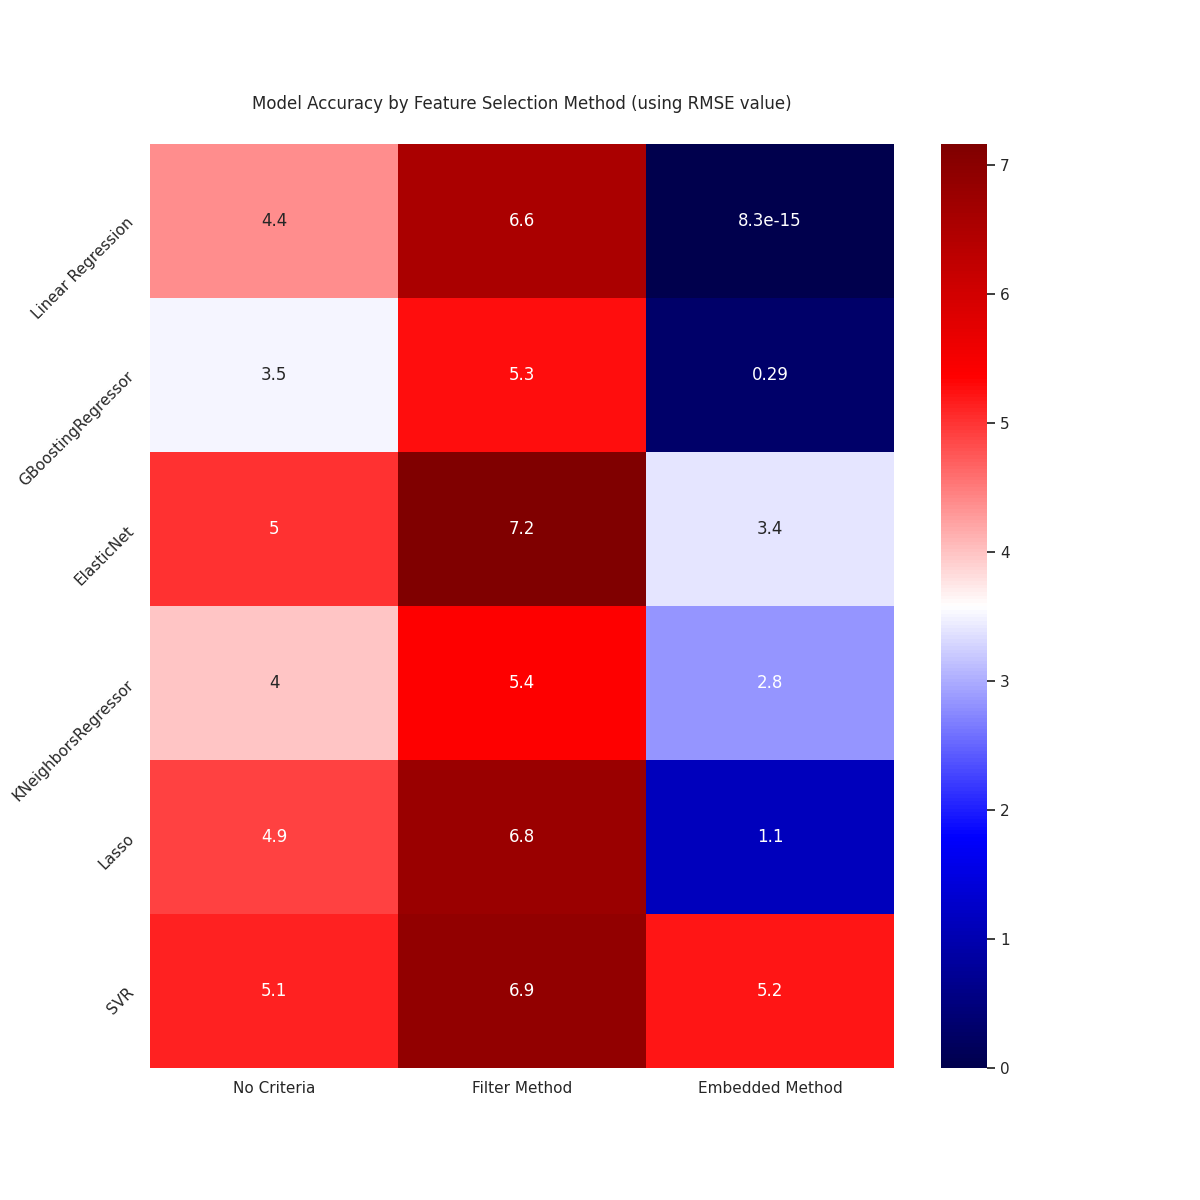 Model Accuracy by Feature Selection Method (using RMSE value)
Linear Regression
4.4
6.6
8.3e-15
GBoostingRegressor
3.5
5.3
0.29
ElasticNet
5
7.2
3.4
KNeighborsRegressor
4
5.4
2.8
Lasso
4.9
6.8
1.1
SVR
5.1
6.9
5.2
No Criteria
Filter Method
Embedded Method
7
6
5
4
3
2
1
0